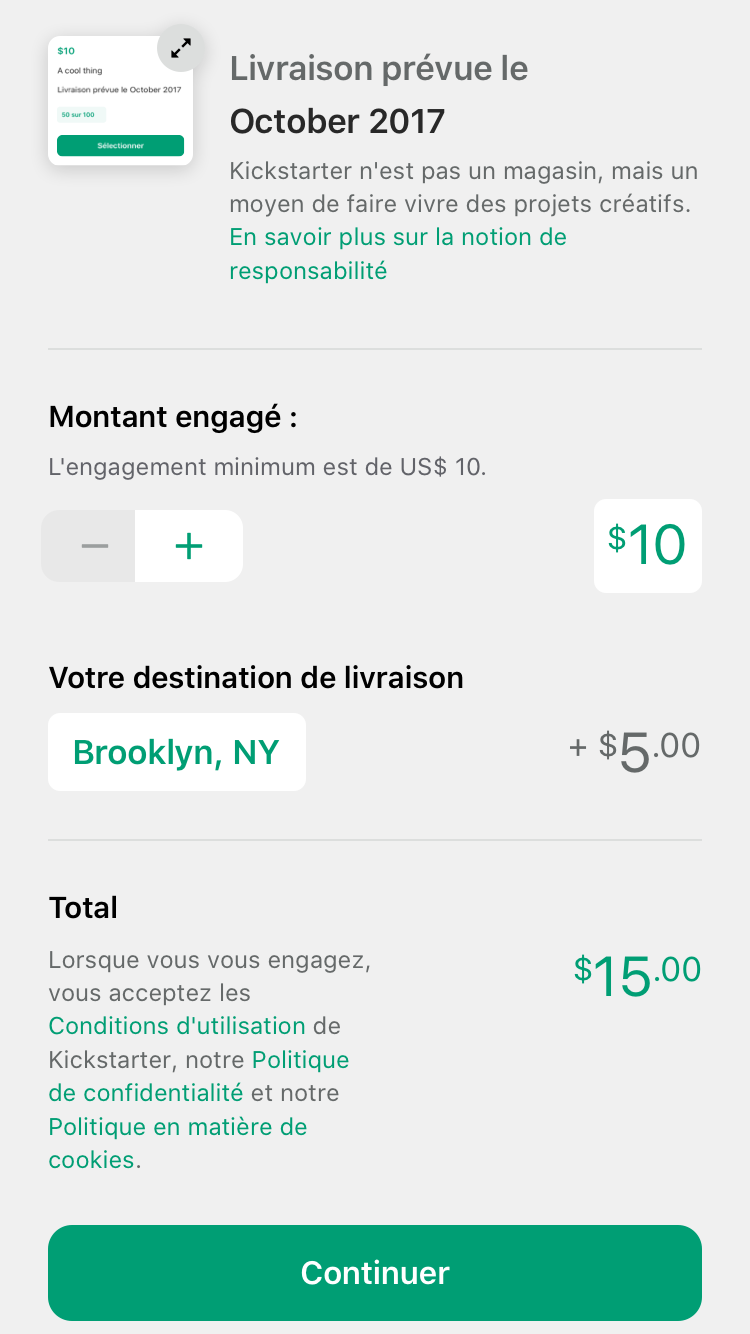 $10
A cool thing
Livraison prévue le October 2017
50 sur 100
Sélectionner
Livraison prévue le
October 2017
Kickstarter n'est pas un magasin, mais un
moyen de faire vivre des projets créatifs.
En savoir plus sur la notion de
responsabilité
Montant engagé :
L'engagement minimum est de US$ 10.
− +
$10
Votre destination de livraison
Brooklyn, NY
+ $5.00
Total
Lorsque vous vous engagez,
vous acceptez les
Conditions d'utilisation de
Kickstarter, notre Politique
de confidentialité et notre
Politique en matière de
cookies.
$15.00
Continuer